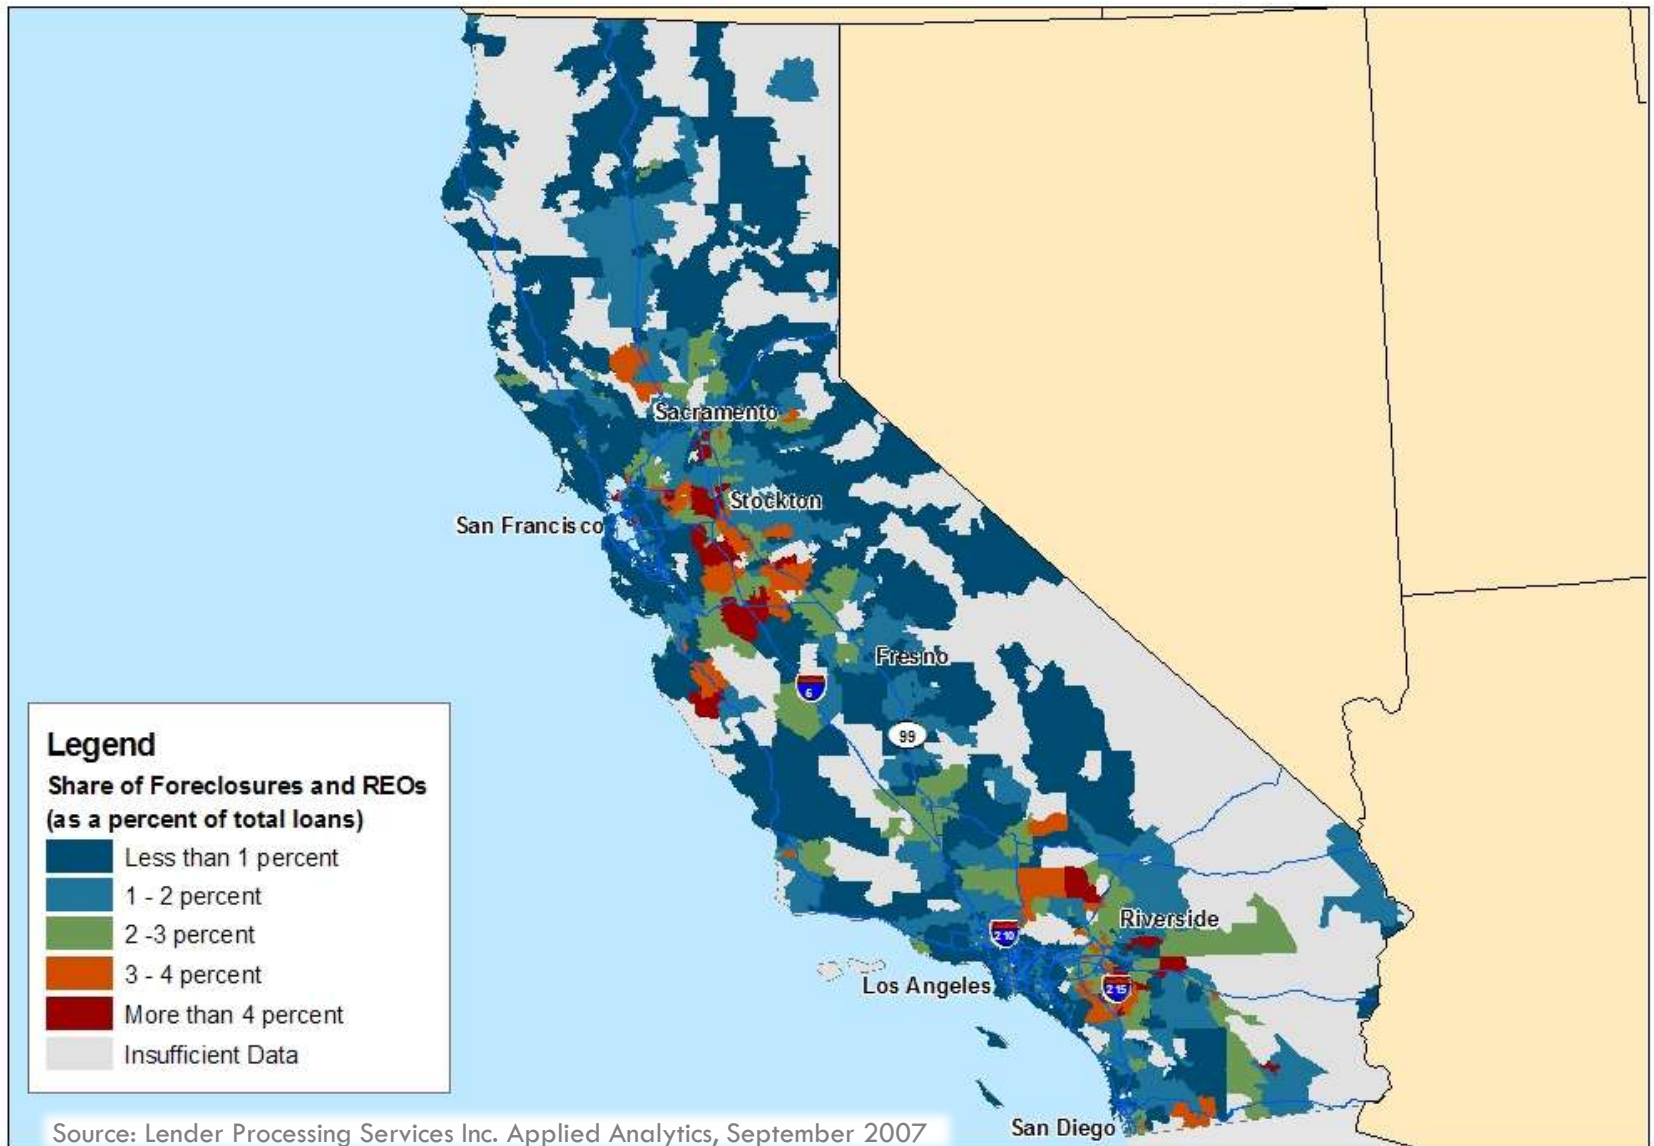 Sacramento
Stockton
San Francisco
Fresno
6
99
Riverside
210
Los Angeles
215
San Diego
Legend
Share of Foreclosures and REOs
(as a percent of total loans)
Less than 1 percent
1 - 2 percent
2 -3 percent
3 - 4 percent
More than 4 percent
Insufficient Data
Source: Lender Processing Services Inc. Applied Analytics, September 2007